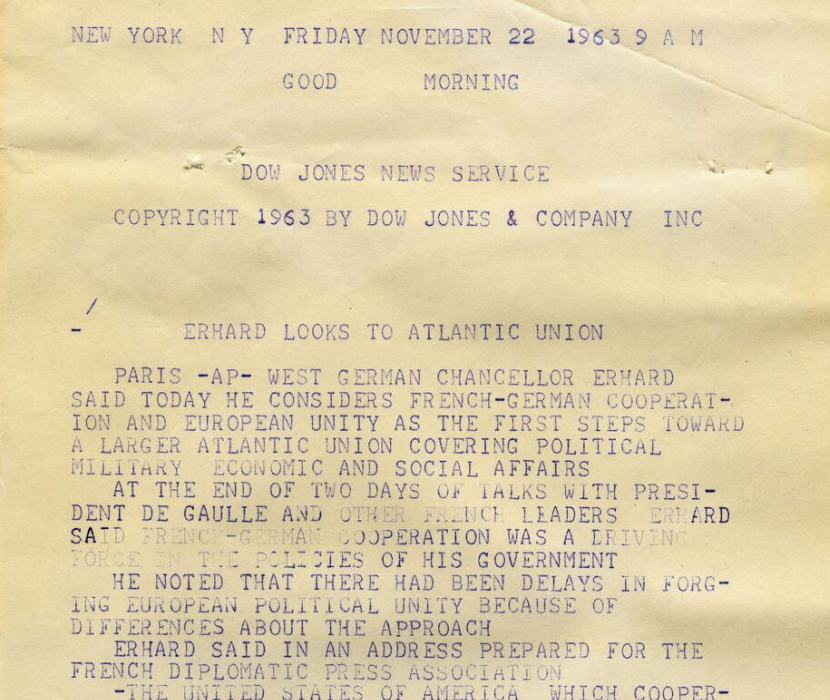 NEW YORK N Y FRIDAY NOVEMBER 22 1963 9 A M
GOOD MORNING
DOW JONES NEWS SERVICE
COPYRIGHT 1963 BY DOW JONES & COMPANY INC
/
-
ERHARD LOOKS TO ATLANTIC UNION
PARIS -AP- WEST GERMAN CHANCELLOR ERHARD
SAID TODAY HE CONSIDERS FRENCH-GERMAN COOPERAT-
ION AND EUROPEAN UNITY AS THE FIRST STEPS TOWARD
A LARGER ATLANTIC UNION COVERING POLITICAL
MILITARY ECONOMIC AND SOCIAL AFFAIRS
AT THE END OF TWO DAYS OF TALKS WITH PRESI-
DENT DE GAULLE AND OTHER FRENCH LEADERS ERHARD
SAID FRENCH-GERMAN COOPERATION WAS A DRIVING
FORCE IN THE POLICIES OF HIS GOVERNMENT
HE NOTED THAT THERE HAD BEEN DELAYS IN FORG-
ING EUROPEAN POLITICAL UNITY BECAUSE OF
DIFFERENCES ABOUT THE APPROACH
ERHARD SAID IN AN ADDRESS PREPARED FOR THE
FRENCH DIPLOMATIC PRESS ASSOCIATION
-THE UNITED STATES OF AMERICA WHICH COOPER-